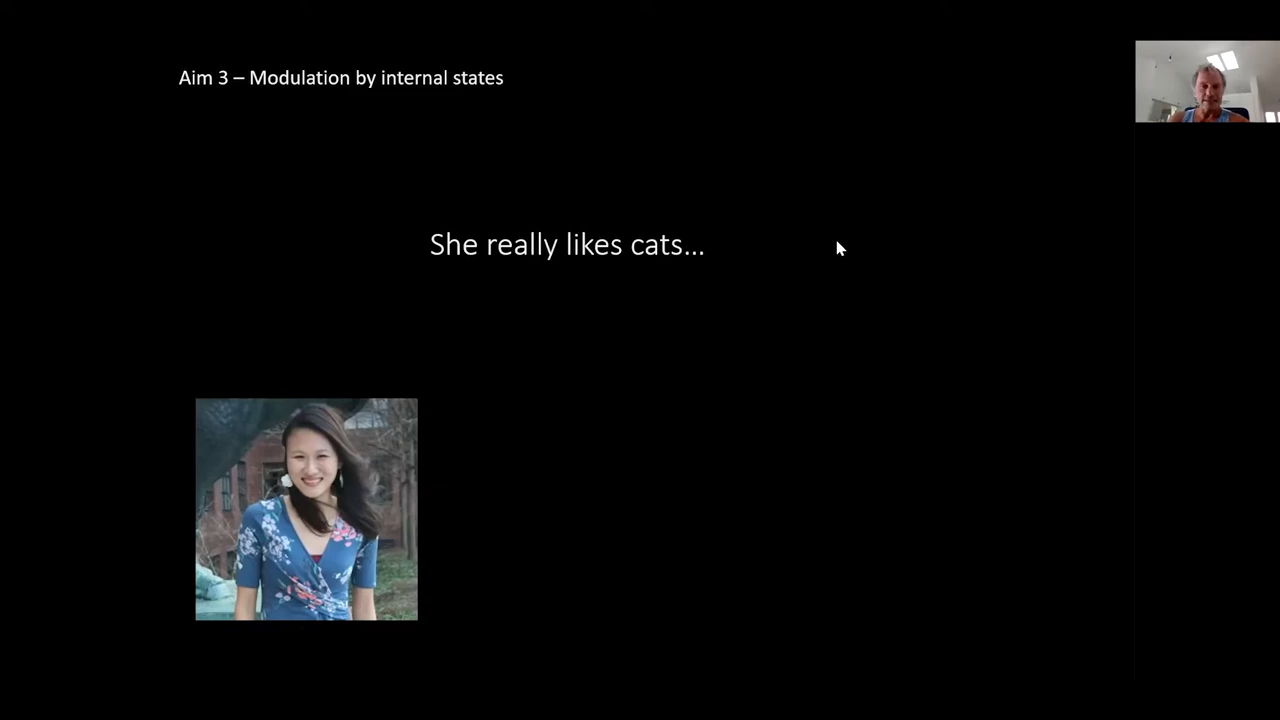 Aim 3 – Modulation by internal states
She really likes cats...